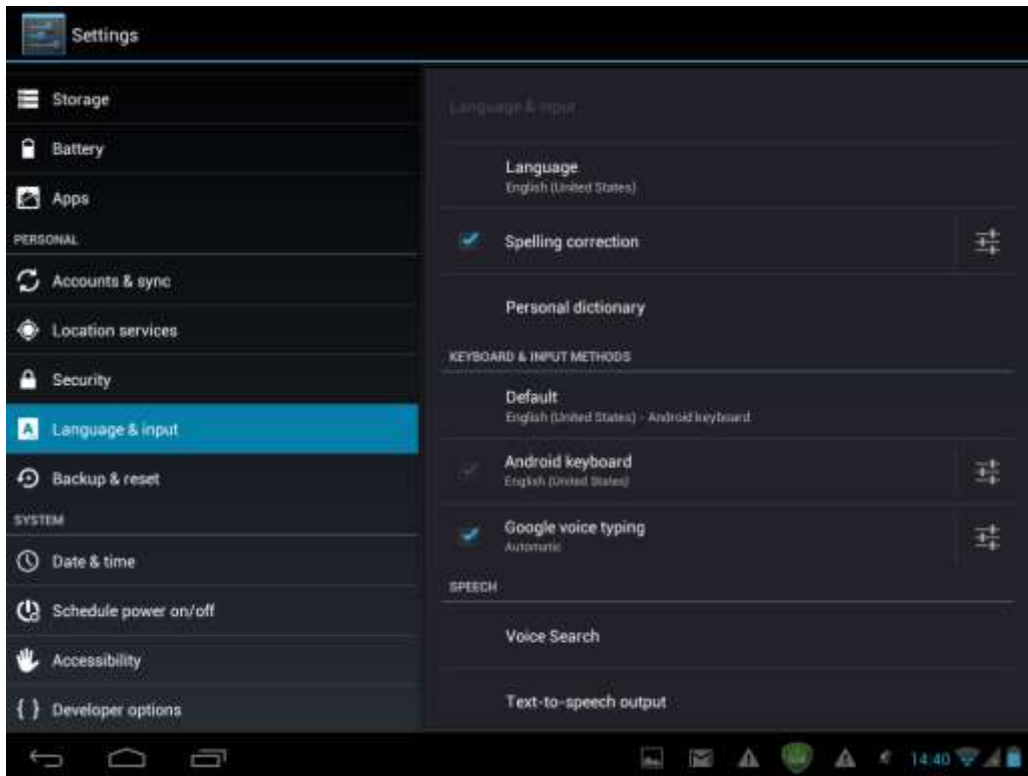 Settings
Storage
Battery
Apps
PERSONAL
Accounts & sync
Location services
Security
Language & input
Backup & reset
SYSTEM
Date & time
Schedule power on/off
Accessibility
{ } Developer options
Language & input
Language
English (United States)
Spelling correction
Personal dictionary
KEYBOARD & INPUT METHODS
Default
English (United States) - Android keyboard
Android keyboard
English (United States)
Google voice typing
Automatic
SPEECH
Voice Search
Text-to-speech output
14:40